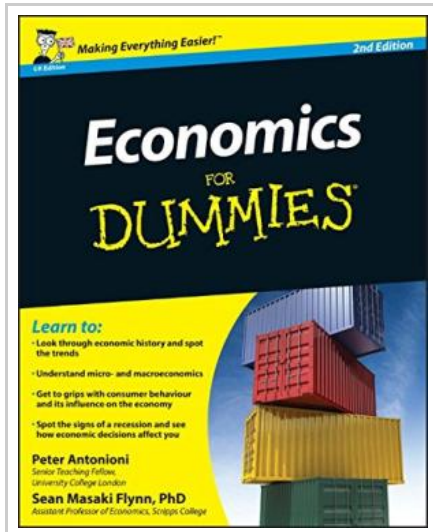 Making Everything Easier!™
2nd Edition
UK Edition
Economics
FOR
DUMMIES®
Learn to:
• Look through economic history and spot
the trends
• Understand micro- and macroeconomics
• Get to grips with consumer behaviour
and its influence on the economy
• Spot the signs of a recession and see
how economic decisions affect you
Peter Antonioni
Senior Teaching Fellow,
University College London
Sean Masaki Flynn, PhD
Assistant Professor of Economics, Scripps College